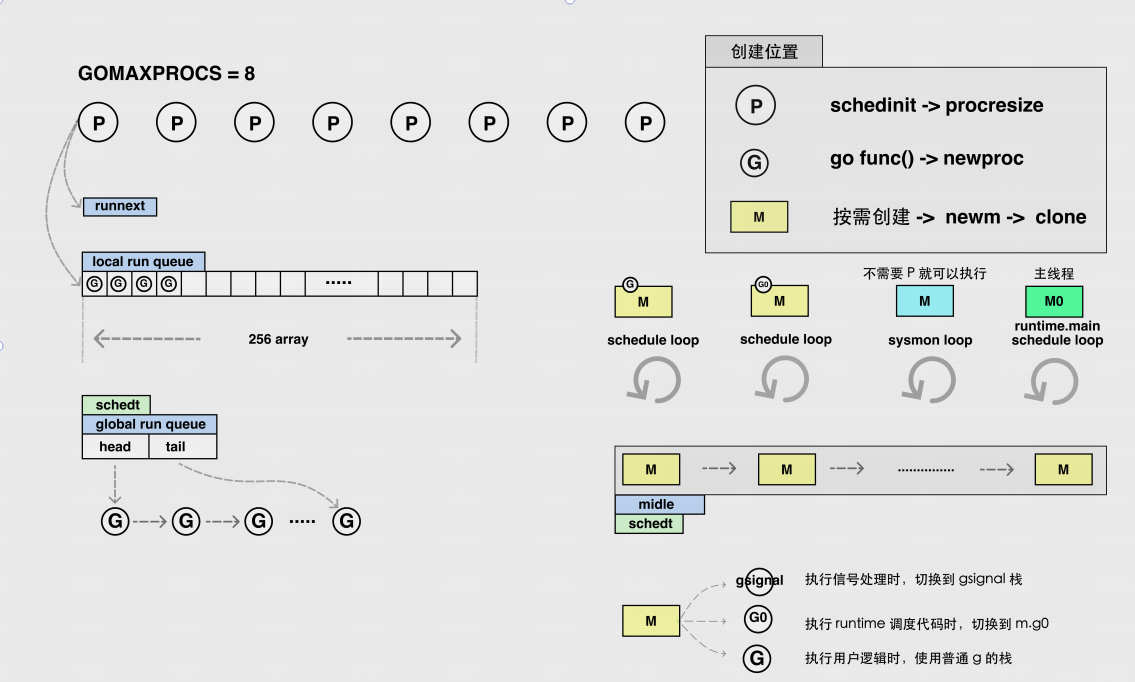 GOMAXPROCS = 8
P P P P P P P P
runnext
local run queue
G G G G .....
256 array
schedt
global run queue
head tail
G G G ..... G
创建位置
P schedinit -> procresize
G go func() -> newproc
M 按需创建 -> newm -> clone
不需要 P 就可以执行 主线程
G G0
M M M M0
runtime.main
schedule loop schedule loop sysmon loop schedule loop
M M .............. M
midle
schedt
gsignal 执行信号处理时，切换到 gsignal 栈
M G0 执行 runtime 调度代码时，切换到 m.g0
G 执行用户逻辑时，使用普通 g 的栈